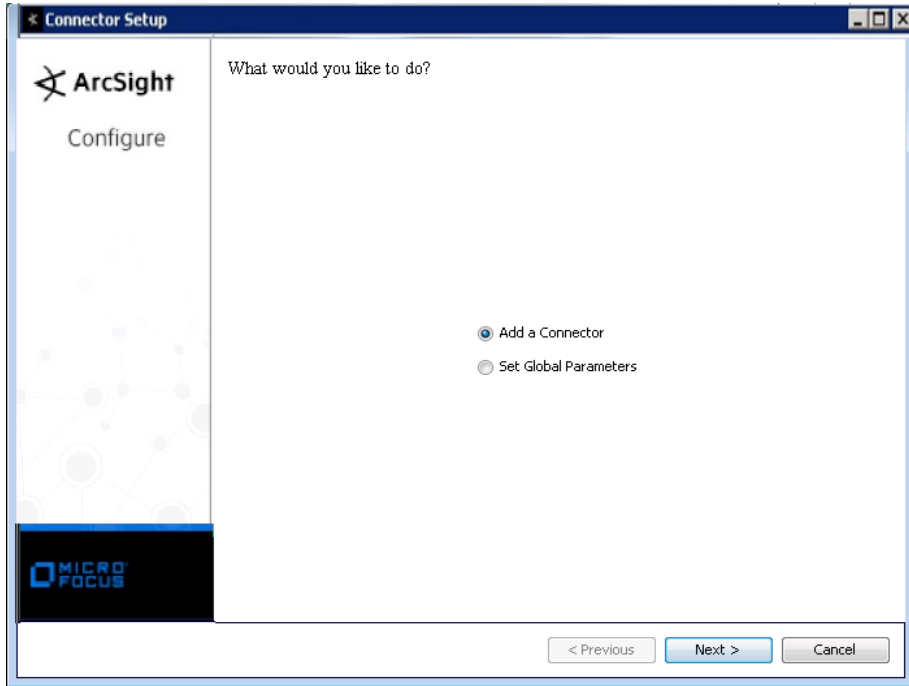 Connector Setup
ArcSight
Configure
What would you like to do?
Add a Connector
Set Global Parameters
MICRO
FOCUS
< Previous
Next >
Cancel